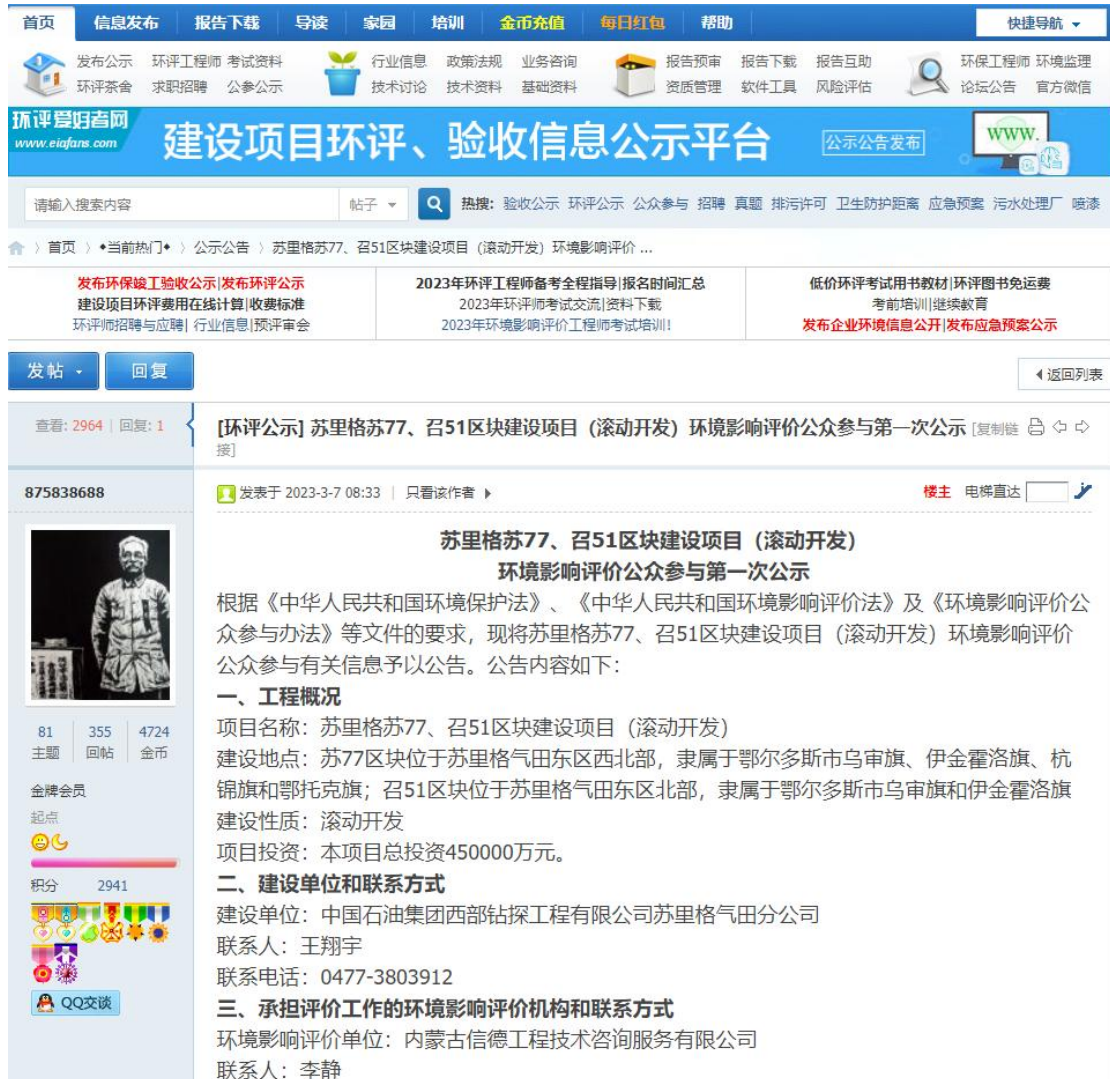 首页 信息发布 报告下载 导读 家园 培训 金币充值 每日红包 帮助 快捷导航
发布公示 环评工程师 考试资料 行业信息 政策法规 业务咨询 报告预审 报告下载 报告互助 环保工程师 环境监理
环评茶舍 求职招聘 公参公示 技术讨论 技术资料 基础资料 资质管理 软件工具 风险评估 论坛公告 官方微信
环评爱好者网
www.eiafans.com
建设项目环评、验收信息公示平台
公示公告发布
www.
请输入搜索内容 帖子 热搜: 验收公示 环评公示 公众参与 招聘 真题 排污许可 卫生防护距离 应急预案 污水处理厂 喷漆
〉首页 〉◆当前热门◆ 〉公示公告 〉苏里格苏77、召51区块建设项目（滚动开发）环境影响评价 ...
发布环保竣工验收公示|发布环评公示 2023年环评工程师备考全程指导|报名时间汇总 低价环评考试用书教材|环评图书免运费
建设项目环评费用在线计算|收费标准 2023年环评师考试交流|资料下载 考前培训||继续教育
环评师招聘与应聘| 行业信息|预评审会 2023年环境影响评价工程师考试培训! 发布企业环境信息公开|发布应急预案公示
发帖 回复 返回列表
查看: 2964 | 回复: 1 [环评公示] 苏里格苏77、召51区块建设项目（滚动开发）环境影响评价公众参与第一次公示 [复制链
接]
875838688 发表于 2023-3-7 08:33 | 只看该作者 楼主 电梯直达
苏里格苏77、召51区块建设项目（滚动开发）
环境影响评价公众参与第一次公示
根据《中华人民共和国环境保护法》、《中华人民共和国环境影响评价法》及《环境影响评价公
众参与办法》等文件的要求，现将苏里格苏77、召51区块建设项目（滚动开发）环境影响评价
公众参与有关信息予以公告。公告内容如下：
一、工程概况
项目名称：苏里格苏77、召51区块建设项目（滚动开发）
建设地点：苏77区块位于苏里格气田东区西北部，隶属于鄂尔多斯市乌审旗、伊金霍洛旗、杭
锦旗和鄂托克旗；召51区块位于苏里格气田东区北部，隶属于鄂尔多斯市乌审旗和伊金霍洛旗
建设性质：滚动开发
项目投资：本项目总投资450000万元。
二、建设单位和联系方式
建设单位：中国石油集团西部钻探工程有限公司苏里格气田分公司
联系人：王翔宇
联系电话：0477-3803912
三、承担评价工作的环境影响评价机构和联系方式
环境影响评价单位：内蒙古信德工程技术咨询服务有限公司
联系人：李静
81 355 4724
主题 回帖 金币
金牌会员
起点
积分 2941
QQ交谈